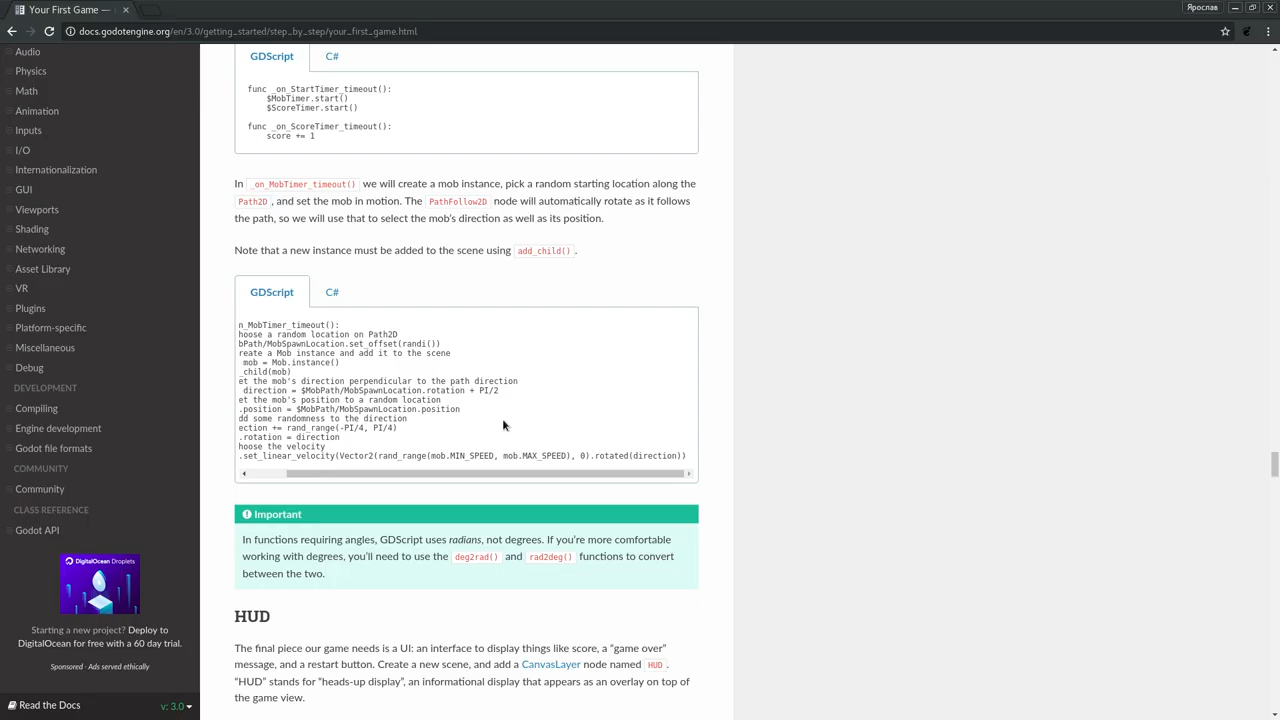 Your First Game —
Ярослав
docs.godotengine.org/en/3.0/getting_started/step_by_step/your_first_game.html
Audio
Physics
Math
Animation
Inputs
I/O
Internationalization
GUI
Viewports
Shading
Networking
Asset Library
VR
Plugins
Platform-specific
Miscellaneous
Debug
DEVELOPMENT
Compiling
Engine development
Godot file formats
COMMUNITY
Community
CLASS REFERENCE
Godot API
DigitalOcean Droplets
Starting a new project? Deploy to
DigitalOcean for free with a 60 day trial.
Sponsored · Ads served ethically
Read the Docs
v: 3.0
GDScript C#
func _on_StartTimer_timeout():
    $MobTimer.start()
    $ScoreTimer.start()
func _on_ScoreTimer_timeout():
    score += 1
In _on_MobTimer_timeout() we will create a mob instance, pick a random starting location along the
Path2D , and set the mob in motion. The PathFollow2D node will automatically rotate as it follows
the path, so we will use that to select the mob's direction as well as its position.
Note that a new instance must be added to the scene using add_child() .
GDScript C#
n_MobTimer_timeout():
hoose a random location on Path2D
bPath/MobSpawnLocation.set_offset(randi())
reate a Mob instance and add it to the scene
mob = Mob.instance()
_child(mob)
et the mob's direction perpendicular to the path direction
direction = $MobPath/MobSpawnLocation.rotation + PI/2
et the mob's position to a random location
.position = $MobPath/MobSpawnLocation.position
dd some randomness to the direction
ection += rand_range(-PI/4, PI/4)
.rotation = direction
hoose the velocity
.set_linear_velocity(Vector2(rand_range(mob.MIN_SPEED, mob.MAX_SPEED), 0).rotated(direction))
Important
In functions requiring angles, GDScript uses radians, not degrees. If you're more comfortable
working with degrees, you'll need to use the deg2rad() and rad2deg() functions to convert
between the two.
HUD
The final piece our game needs is a UI: an interface to display things like score, a "game over"
message, and a restart button. Create a new scene, and add a CanvasLayer node named HUD .
"HUD" stands for "heads-up display", an informational display that appears as an overlay on top of
the game view.